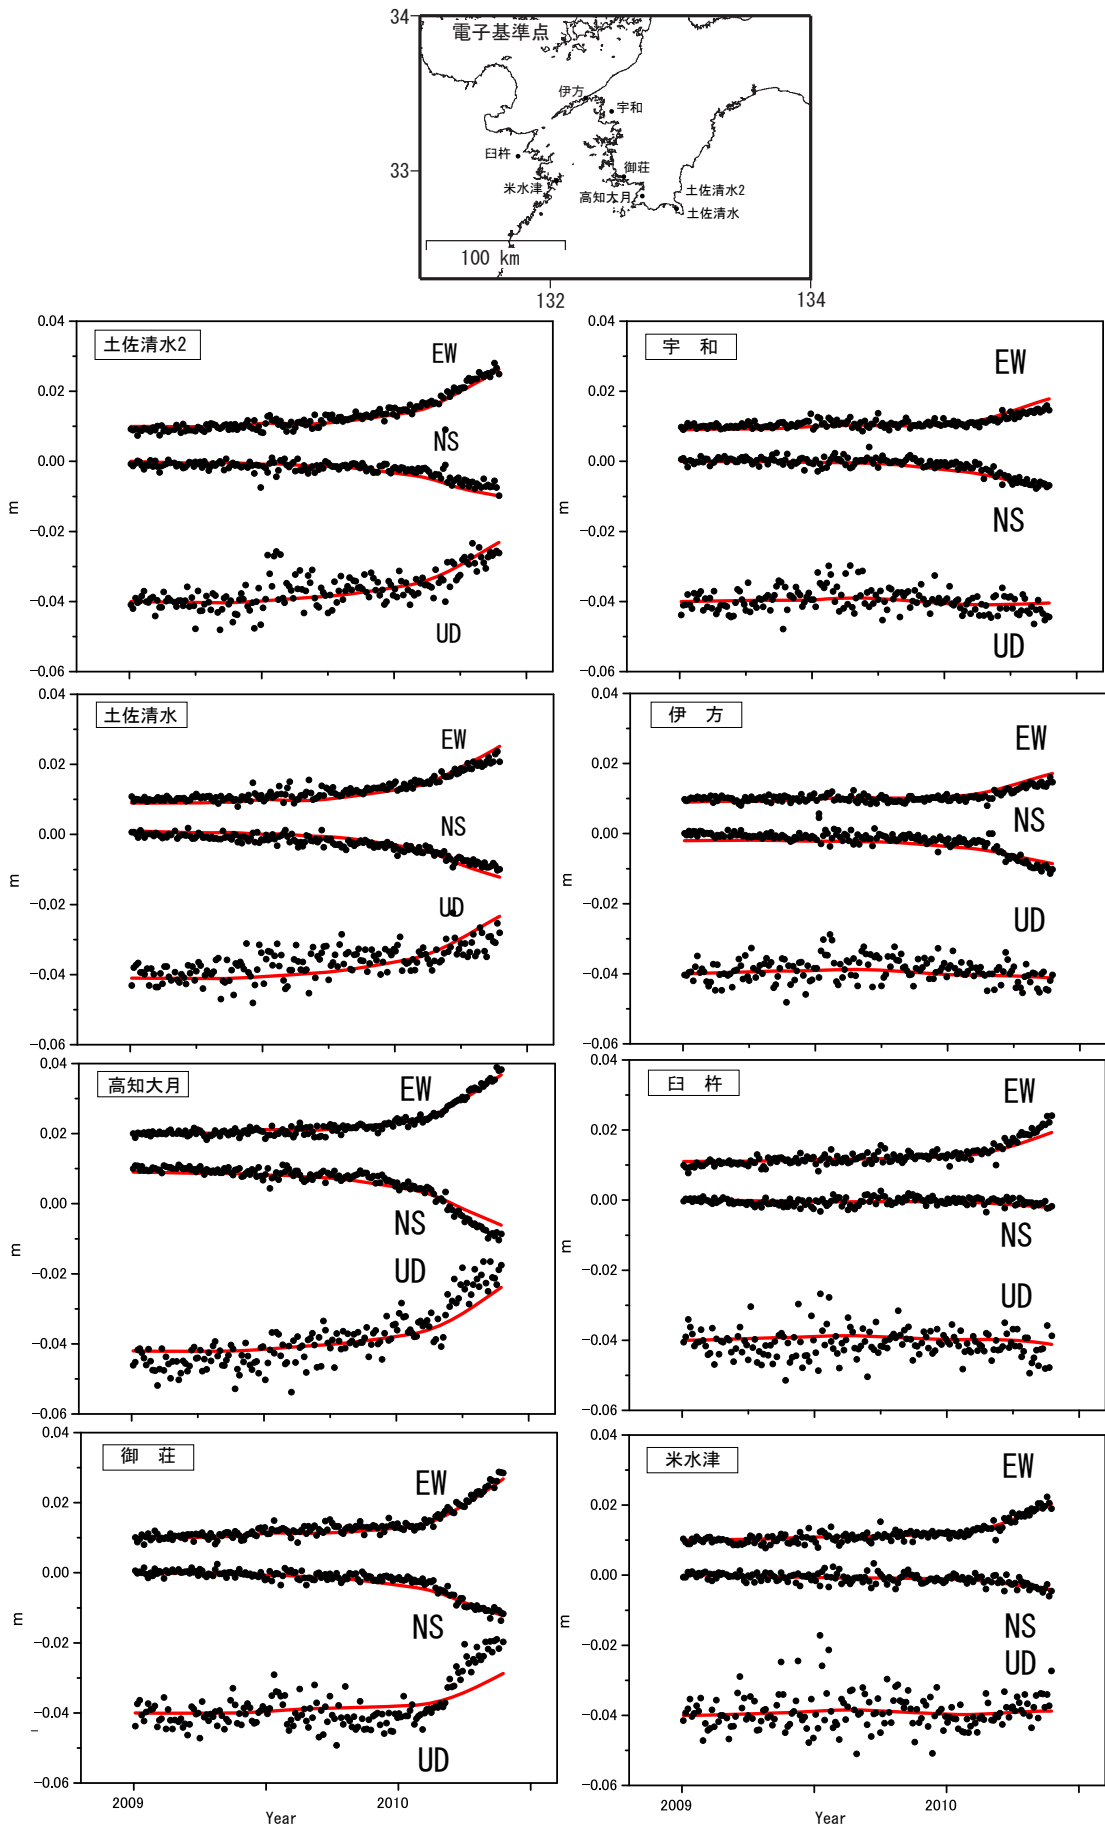 34
電子基準点
伊方
宇和
臼杵
33
御荘
米水津
高知大月
土佐清水2
土佐清水
100 km
132
134
0.04
0.02
0.00
m
-0.02
-0.04
-0.06
土佐清水2
EW
NS
UD
0.04
0.02
0.00
m
-0.02
-0.04
-0.06
宇 和
EW
NS
UD
0.04
0.02
0.00
m
-0.02
-0.04
-0.06
土佐清水
EW
NS
UD
0.04
0.02
0.00
m
-0.02
-0.04
-0.06
伊 方
EW
NS
UD
0.04
0.02
0.00
m
-0.02
-0.04
-0.06
高知大月
EW
NS
UD
0.04
0.02
0.00
m
-0.02
-0.04
-0.06
臼 杵
EW
NS
UD
0.04
0.02
0.00
m
-0.02
-0.04
-0.06
御 荘
EW
NS
UD
2009
2010
Year
0.04
0.02
0.00
m
-0.02
-0.04
-0.06
米水津
EW
NS
UD
2009
2010
Year